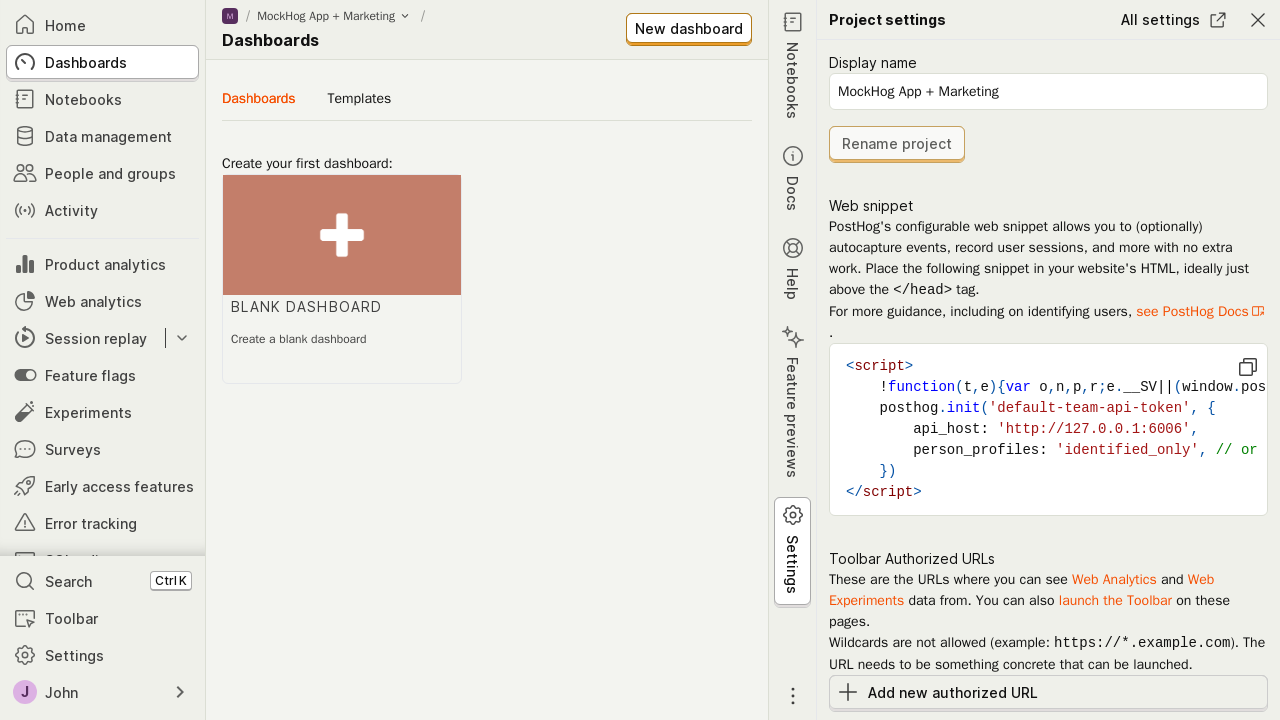 Home
Dashboards
Notebooks
Data management
People and groups
Activity
Product analytics
Web analytics
Session replay
Feature flags
Experiments
Surveys
Early access features
Error tracking
Search
Ctrl K
Toolbar
Settings
J
John
M
/
MockHog App + Marketing
/
Dashboards
New dashboard
Dashboards
Templates
Create your first dashboard:
BLANK DASHBOARD
Create a blank dashboard
Notebooks
Docs
Help
Feature previews
Settings
Project settings
All settings
Display name
MockHog App + Marketing
Rename project
Web snippet
PostHog's configurable web snippet allows you to (optionally)
autocapture events, record user sessions, and more with no extra
work. Place the following snippet in your website's HTML, ideally just
above the </head> tag.
For more guidance, including on identifying users, see PostHog Docs
.
<script>
!function(t,e){var o,n,p,r;e.__SV||(window.pos
posthog.init('default-team-api-token', {
api_host: 'http://127.0.0.1:6006',
person_profiles: 'identified_only', // or
})
</script>
Toolbar Authorized URLs
These are the URLs where you can see Web Analytics and Web
Experiments data from. You can also launch the Toolbar on these
pages.
Wildcards are not allowed (example: https://*.example.com). The
URL needs to be something concrete that can be launched.
Add new authorized URL